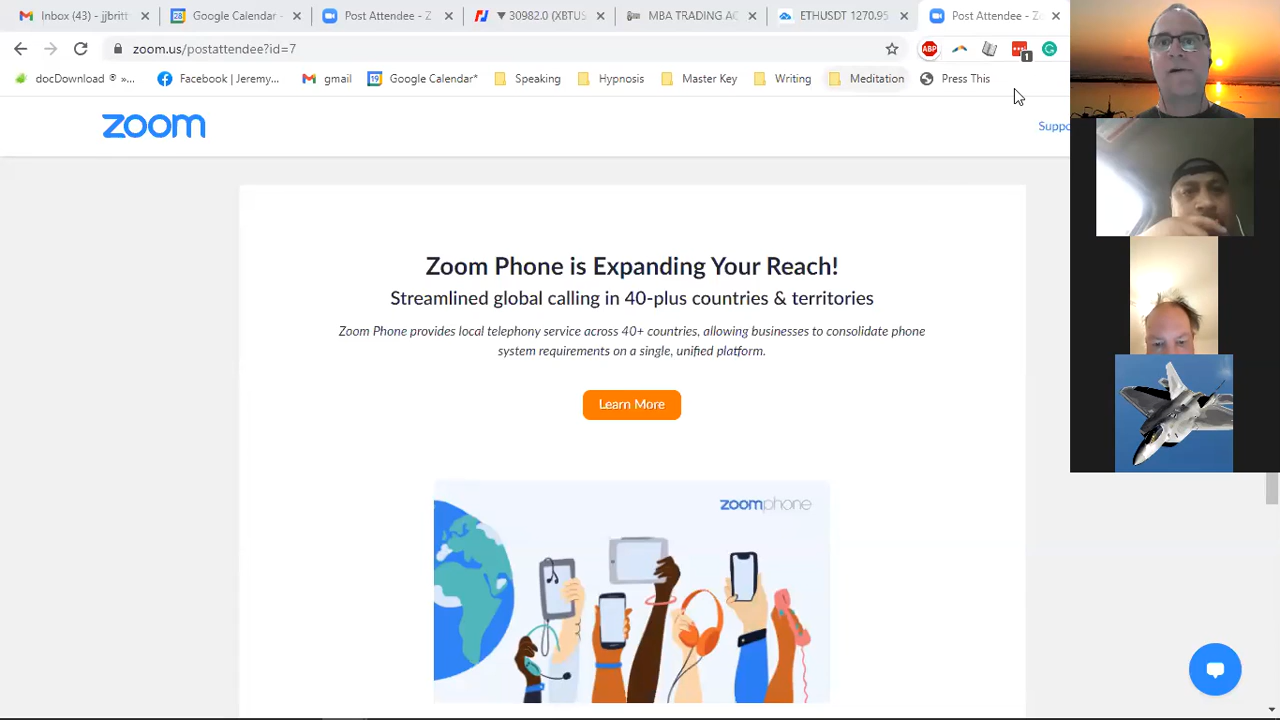 Inbox (43) - jjbritt
Google Calendar -
Post Attendee - Z
▼ 30982.0 (XBTUS
MBA TRADING AC
ETHUSDT 1270.95
Post Attendee - Zo
zoom.us/postattendee?id=7
ABP
1
docDownload ® »...
Facebook | Jeremy...
gmail
19
Google Calendar*
Speaking
Hypnosis
Master Key
Writing
Meditation
Press This
zoom
Suppo
Zoom Phone is Expanding Your Reach!
Streamlined global calling in 40-plus countries & territories
Zoom Phone provides local telephony service across 40+ countries, allowing businesses to consolidate phone
system requirements on a single, unified platform.
Learn More
zoomphone